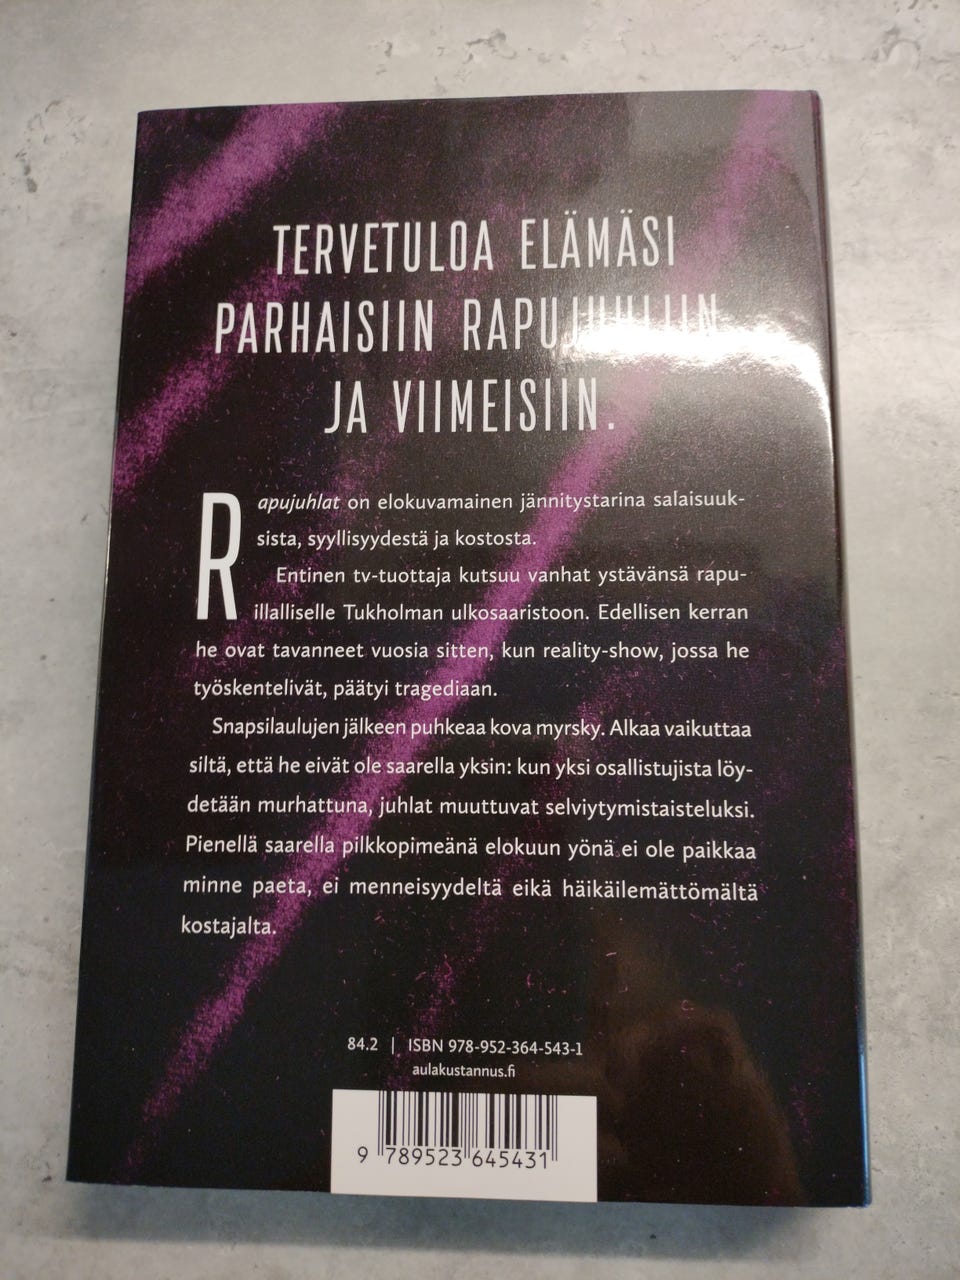 TERVETULOA ELÄMÄSI
PARHAISIIN RAPUJUHLIIN
JA VIIMEISIIN.
Rapujuhlat on elokuvamainen jännitystarina salaisuuk-
sista, syyllisyydestä ja kostosta.
Entinen tv-tuottaja kutsuu vanhat ystävänsä rapu-
illalliselle Tukholman ulkosaaristoon. Edellisen kerran
he ovat tavanneet vuosia sitten, kun reality-show, jossa he
työskentelivät, päätyi tragediaan.
Snapsilaulujen jälkeen puhkeaa kova myrsky. Alkaa vaikuttaa
siltä, että he eivät ole saarella yksin: kun yksi osallistujista löy-
detään murhattuna, juhlat muuttuvat selviytymistaisteluksi.
Pienellä saarella pilkkopimeänä elokuun yönä ei ole paikkaa
minne paeta, ei menneisyydeltä eikä häikäilemättömältä
kostajalta.
84.2 | ISBN 978-952-364-543-1
aulakustannus.fi
9 789523 645431